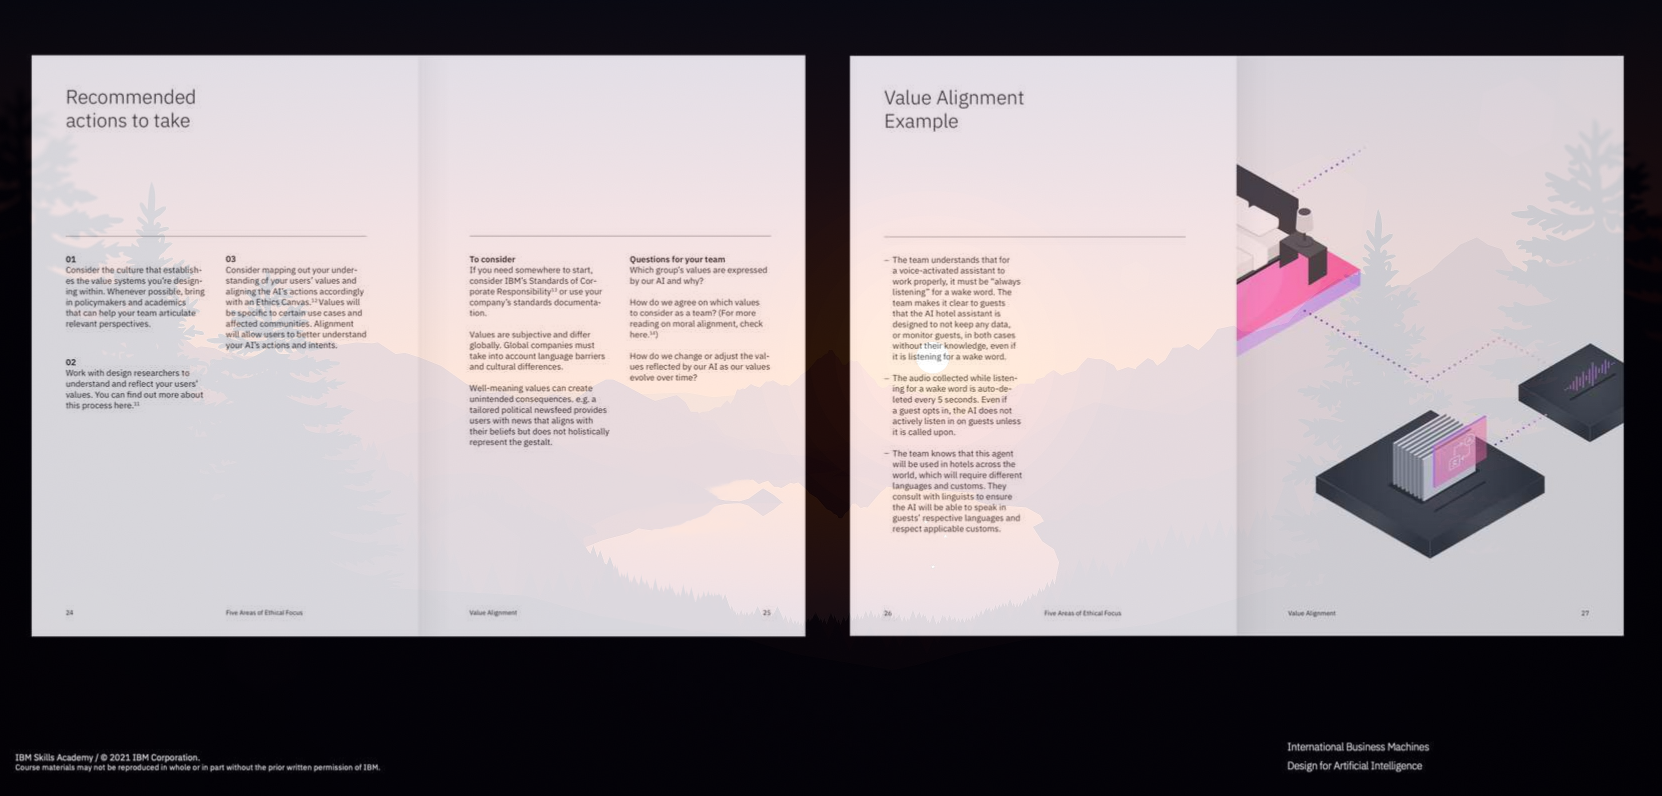 Recommended
actions to take
01
Consider the culture that establish-
es the value systems you're design-
ing within. Whenever possible, bring
in policymakers and academics
that can help your team articulate
relevant perspectives.
02
Work with design researchers to
understand and reflect your users'
values. You can find out more about
this process here.¹¹
03
Consider mapping out your under-
standing of your users' values and
aligning the AI's actions accordingly
with an Ethics Canvas.¹² Values will
be specific to certain use cases and
affected communities. Alignment
will allow users to better understand
your AI's actions and intents.
24
Five Areas of Ethical Focus
To consider
If you need somewhere to start,
consider IBM's Standards of Cor-
porate Responsibility¹³ or use your
company's standards documenta-
tion.
Values are subjective and differ
globally. Global companies must
take into account language barriers
and cultural differences.
Well-meaning values can create
unintended consequences. e.g. a
tailored political newsfeed provides
users with news that aligns with
their beliefs but does not holistically
represent the gestalt.
Questions for your team
Which group's values are expressed
by our AI and why?
How do we agree on which values
to consider as a team? (For more
reading on moral alignment, check
here.¹⁴)
How do we change or adjust the val-
ues reflected by our AI as our values
evolve over time?
Value Alignment
25
Value Alignment
Example
– The team understands that for
a voice-activated assistant to
work properly, it must be "always
listening" for a wake word. The
team makes it clear to guests
that the AI hotel assistant is
designed to not keep any data,
or monitor guests, in both cases
without their knowledge, even if
it is listening for a wake word.
– The audio collected while listen-
ing for a wake word is auto-de-
leted every 5 seconds. Even if
a guest opts in, the AI does not
actively listen in on guests unless
it is called upon.
– The team knows that this agent
will be used in hotels across the
world, which will require different
languages and customs. They
consult with linguists to ensure
the AI will be able to speak in
guests' respective languages and
respect applicable customs.
26
Five Areas of Ethical Focus
Value Alignment
27
IBM Skills Academy / © 2021 IBM Corporation.
Course materials may not be reproduced in whole or in part without the prior written permission of IBM.
International Business Machines
Design for Artificial Intelligence